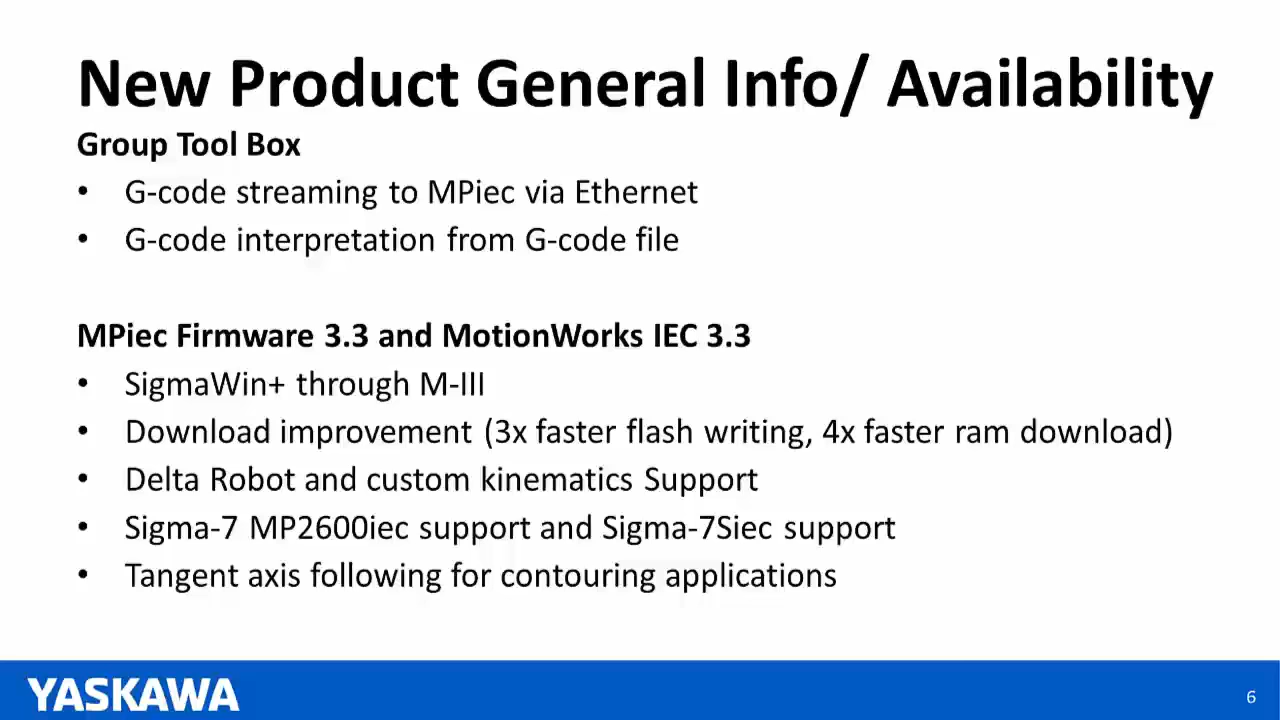 New Product General Info/ Availability
Group Tool Box
• G-code streaming to MPiec via Ethernet
• G-code interpretation from G-code file
MPiec Firmware 3.3 and MotionWorks IEC 3.3
• SigmaWin+ through M-III
• Download improvement (3x faster flash writing, 4x faster ram download)
• Delta Robot and custom kinematics Support
• Sigma-7 MP2600iec support and Sigma-7Siec support
• Tangent axis following for contouring applications
YASKAWA
6